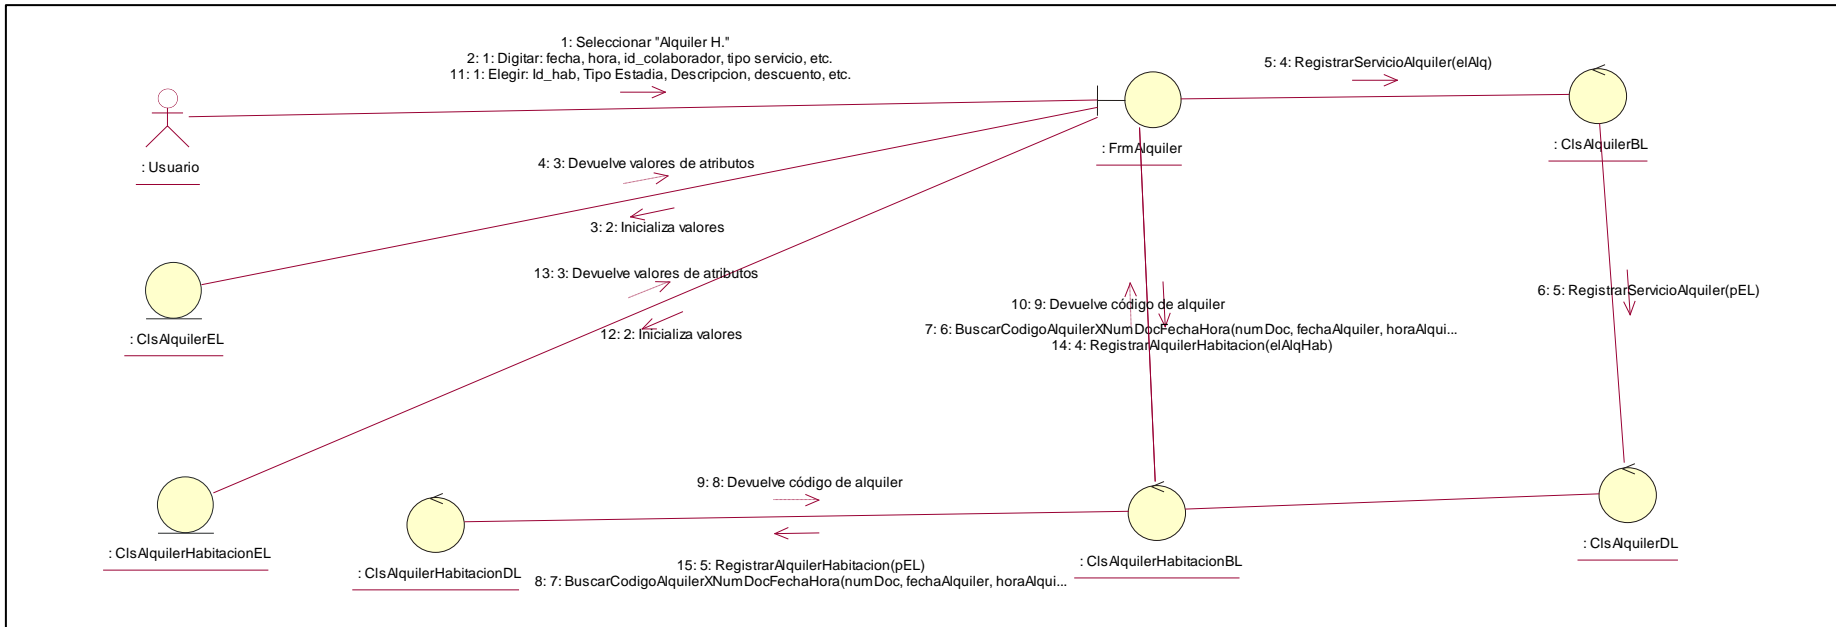 1: Seleccionar "Alquiler H."
2: 1: Digitar: fecha, hora, id_colaborador, tipo servicio, etc.
11: 1: Elegir: Id_hab, Tipo Estadia, Descripcion, descuento, etc.
5: 4: RegistrarServicioAlquiler(elAlq)
: Usuario
: FrmAlquiler
: ClsAlquilerBL
4: 3: Devuelve valores de atributos
3: 2: Inicializa valores
13: 3: Devuelve valores de atributos
12: 2: Inicializa valores
: ClsAlquilerEL
10: 9: Devuelve código de alquiler
7: 6: BuscarCodigoAlquilerXNumDocFechaHora(numDoc, fechaAlquiler, horaAlqui...
14: 4: RegistrarAlquilerHabitacion(elAlqHab)
6: 5: RegistrarServicioAlquiler(pEL)
9: 8: Devuelve código de alquiler
: ClsAlquilerHabitacionEL
: ClsAlquilerHabitacionDL
15: 5: RegistrarAlquilerHabitacion(pEL)
8: 7: BuscarCodigoAlquilerXNumDocFechaHora(numDoc, fechaAlquiler, horaAlqui...
: ClsAlquilerHabitacionBL
: ClsAlquilerDL